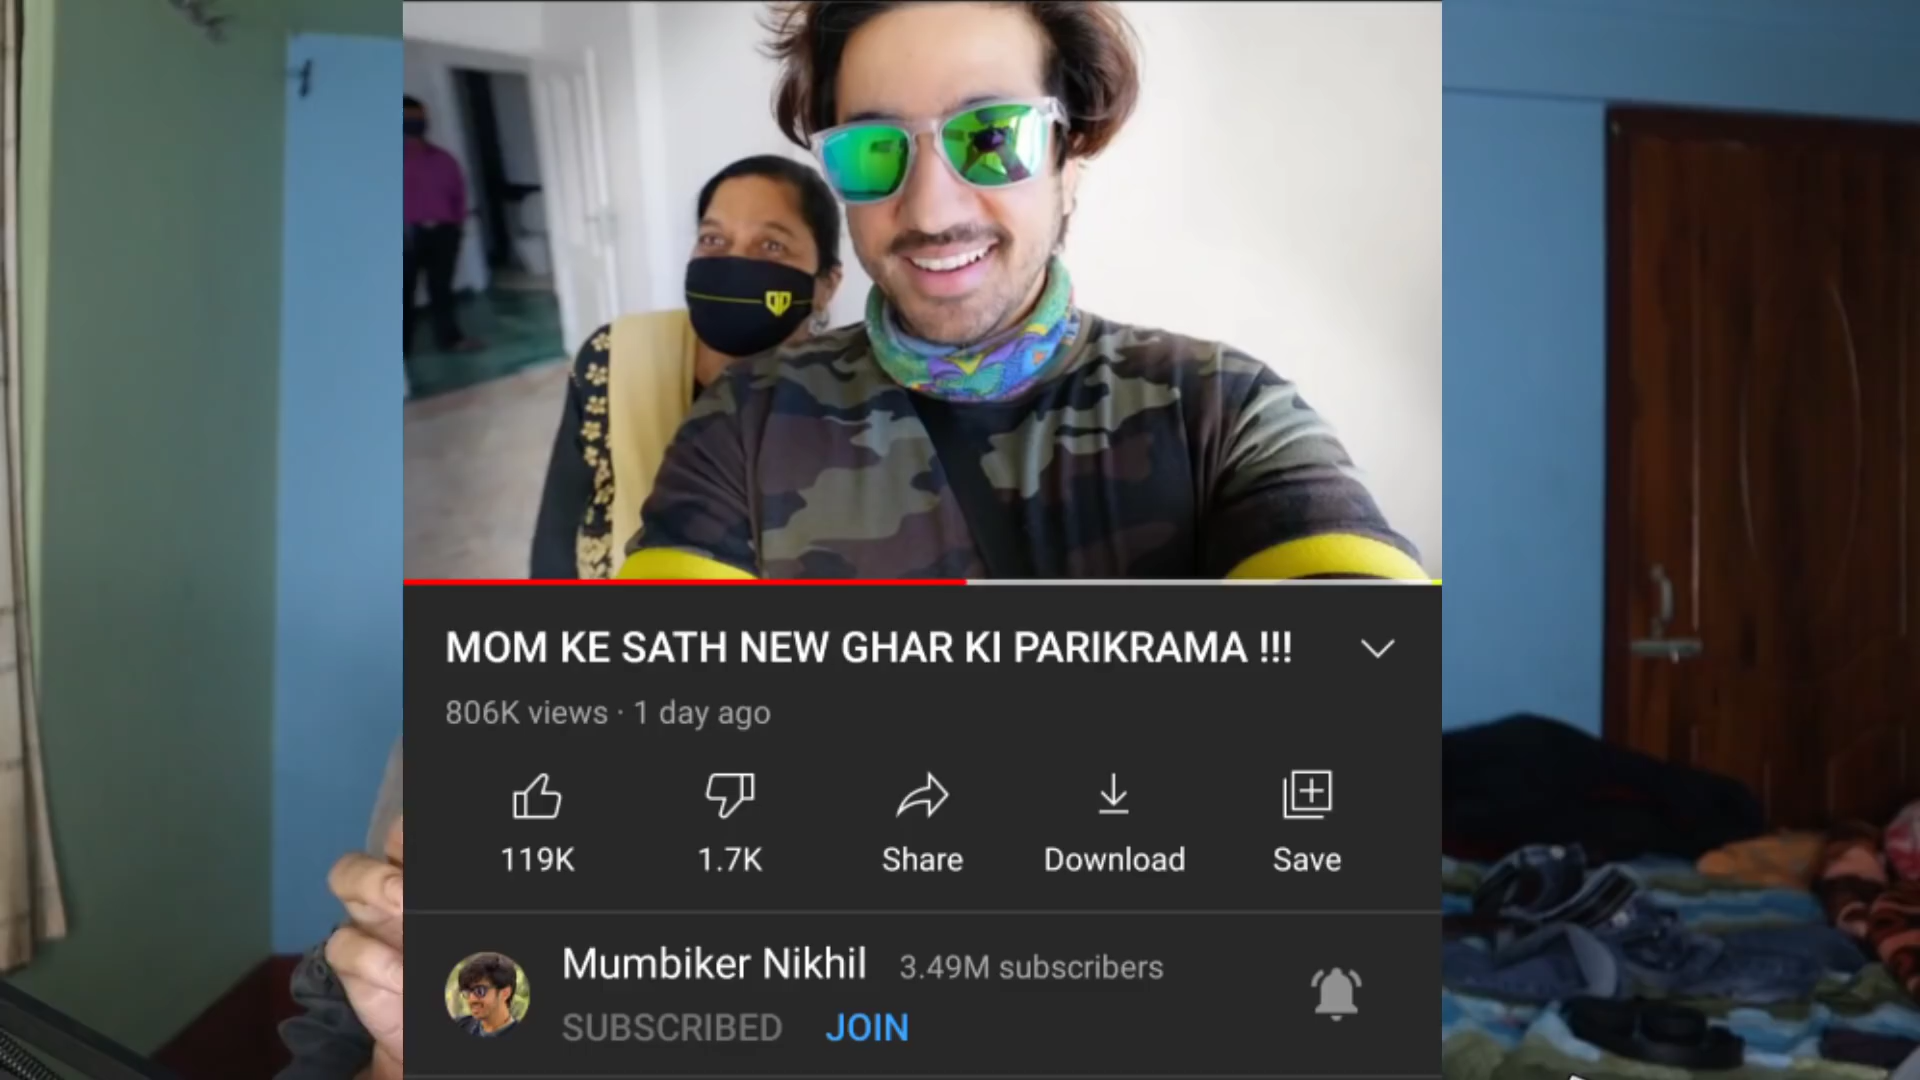 MOM KE SATH NEW GHAR KI PARIKRAMA !!!
806K views · 1 day ago
119K
1.7K
Share
Download
Save
Mumbiker Nikhil 3.49M subscribers
SUBSCRIBED JOIN